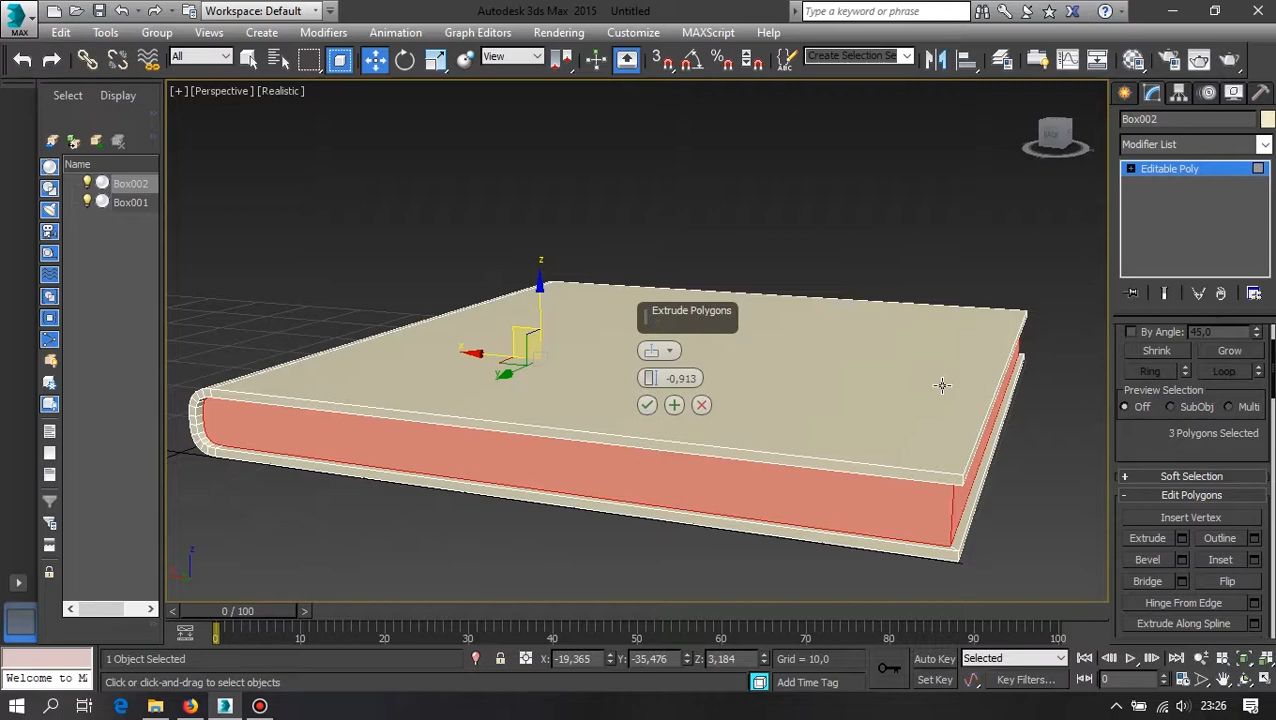 Workspace: Default
Autodesk 3ds Max 2015 Untitled
Type a keyword or phrase
MAX
Edit Tools Group Views Create Modifiers Animation Graph Editors Rendering Customize MAXScript Help
All
View
3
Create Selection Se
Select Display
[+] [Perspective] [Realistic]
Name
Box002
Box001
BACK
z
x
y
Extrude Polygons
-0,913
z
Box002
Modifier List
Editable Poly
By Angle: 45,0
Shrink Grow
Ring Loop
Preview Selection
Off SubObj Multi
3 Polygons Selected
Soft Selection
Edit Polygons
Insert Vertex
Extrude Outline
Bevel Inset
Bridge Flip
Hinge From Edge
Extrude Along Spline
0 / 100
0 10 20 30 40 50 60 70 80 90 100
1 Object Selected
X: -19,365 Y: -35,476 Z: 3,184 Grid = 10,0
Auto Key Selected
Welcome to M
Click or click-and-drag to select objects
Add Time Tag
Set Key Key Filters... 0
23:26